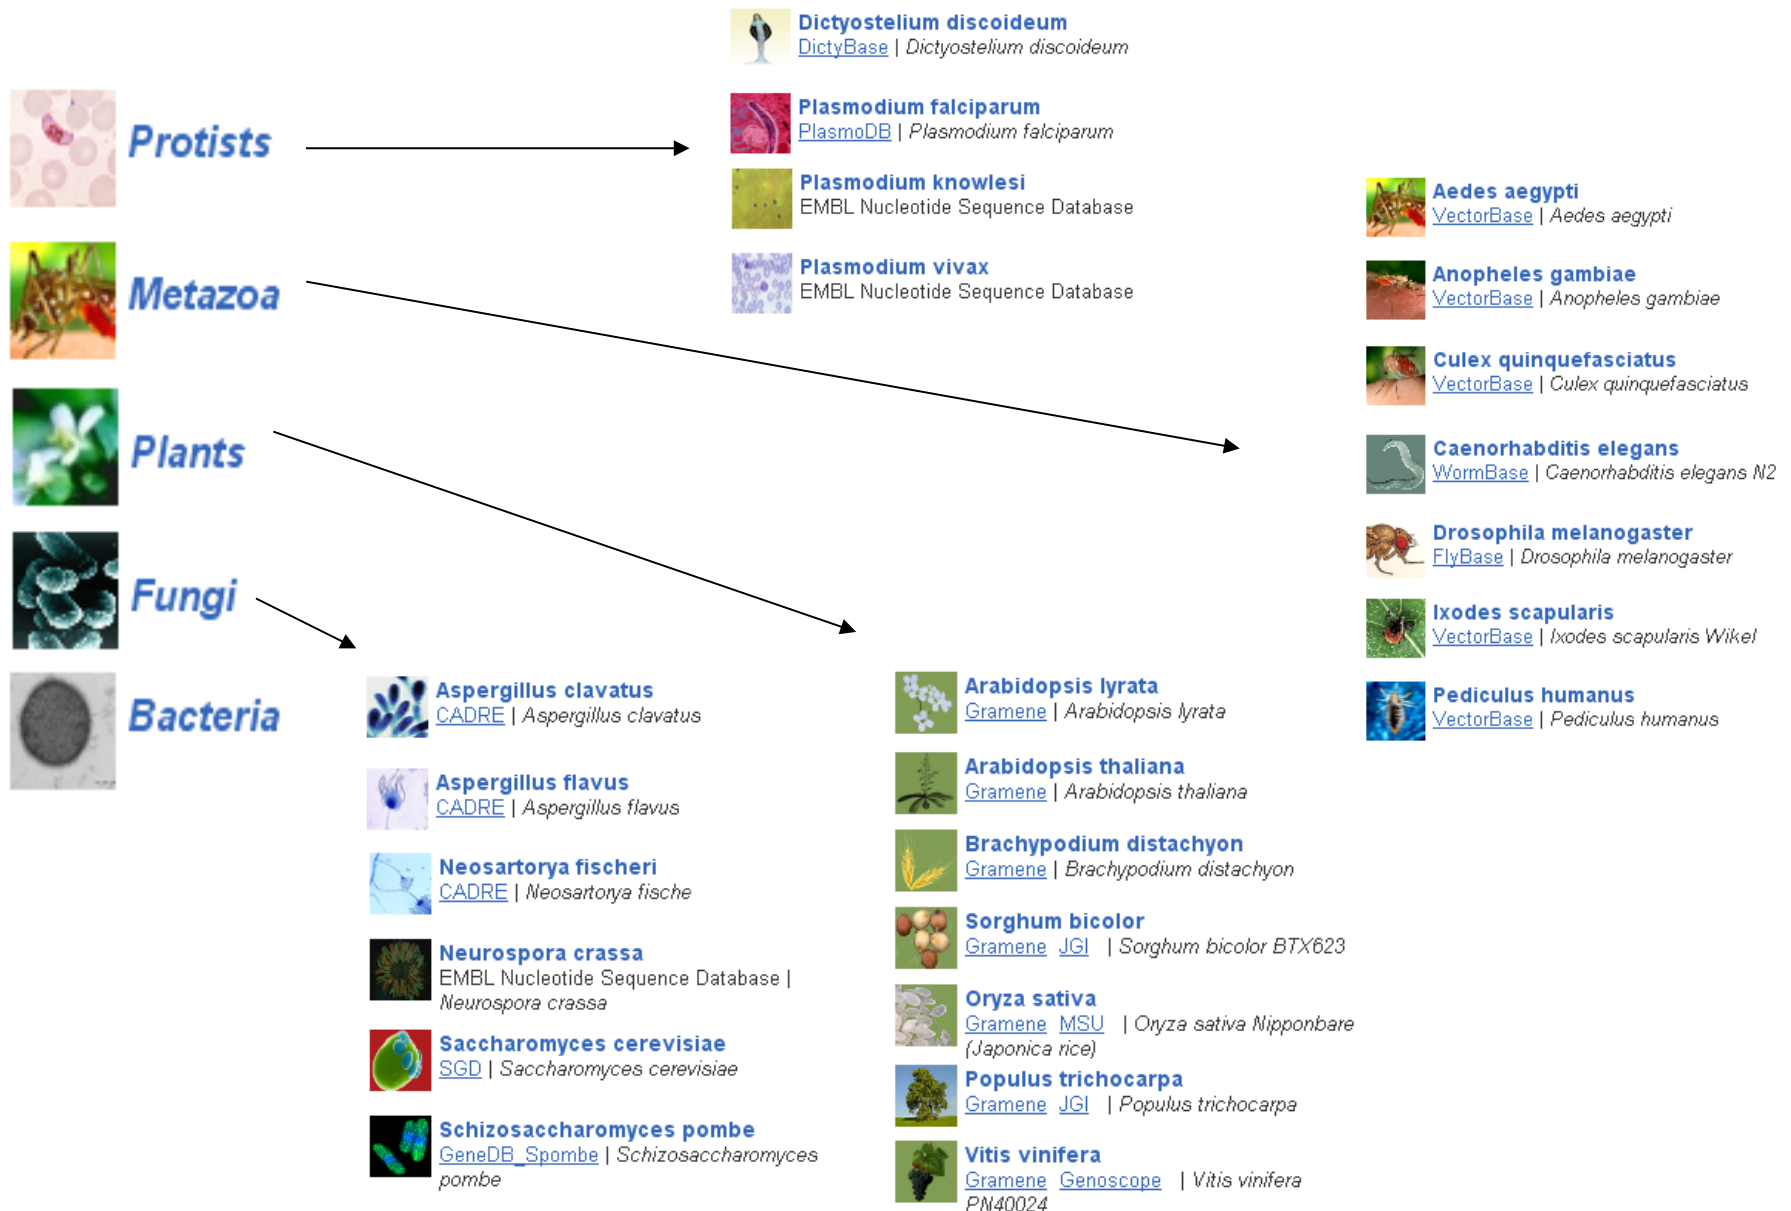 Protists
Metazoa
Plants
Fungi
Bacteria
Dictyostelium discoideum
DictyBase | Dictyostelium discoideum
Plasmodium falciparum
PlasmoDB | Plasmodium falciparum
Plasmodium knowlesi
EMBL Nucleotide Sequence Database
Plasmodium vivax
EMBL Nucleotide Sequence Database
Aedes aegypti
VectorBase | Aedes aegypti
Anopheles gambiae
VectorBase | Anopheles gambiae
Culex quinquefasciatus
VectorBase | Culex quinquefasciatus
Caenorhabditis elegans
WormBase | Caenorhabditis elegans N2
Drosophila melanogaster
FlyBase | Drosophila melanogaster
Ixodes scapularis
VectorBase | Ixodes scapularis Wikel
Pediculus humanus
VectorBase | Pediculus humanus
Aspergillus clavatus
CADRE | Aspergillus clavatus
Aspergillus flavus
CADRE | Aspergillus flavus
Neosartorya fischeri
CADRE | Neosartorya fische
Neurospora crassa
EMBL Nucleotide Sequence Database |
Neurospora crassa
Saccharomyces cerevisiae
SGD | Saccharomyces cerevisiae
Schizosaccharomyces pombe
GeneDB_Spombe | Schizosaccharomyces
pombe
Arabidopsis lyrata
Gramene | Arabidopsis lyrata
Arabidopsis thaliana
Gramene | Arabidopsis thaliana
Brachypodium distachyon
Gramene | Brachypodium distachyon
Sorghum bicolor
Gramene JGI | Sorghum bicolor BTX623
Oryza sativa
Gramene MSU | Oryza sativa Nipponbare
(Japonica rice)
Populus trichocarpa
Gramene JGI | Populus trichocarpa
Vitis vinifera
Gramene Genoscope | Vitis vinifera
PN40024